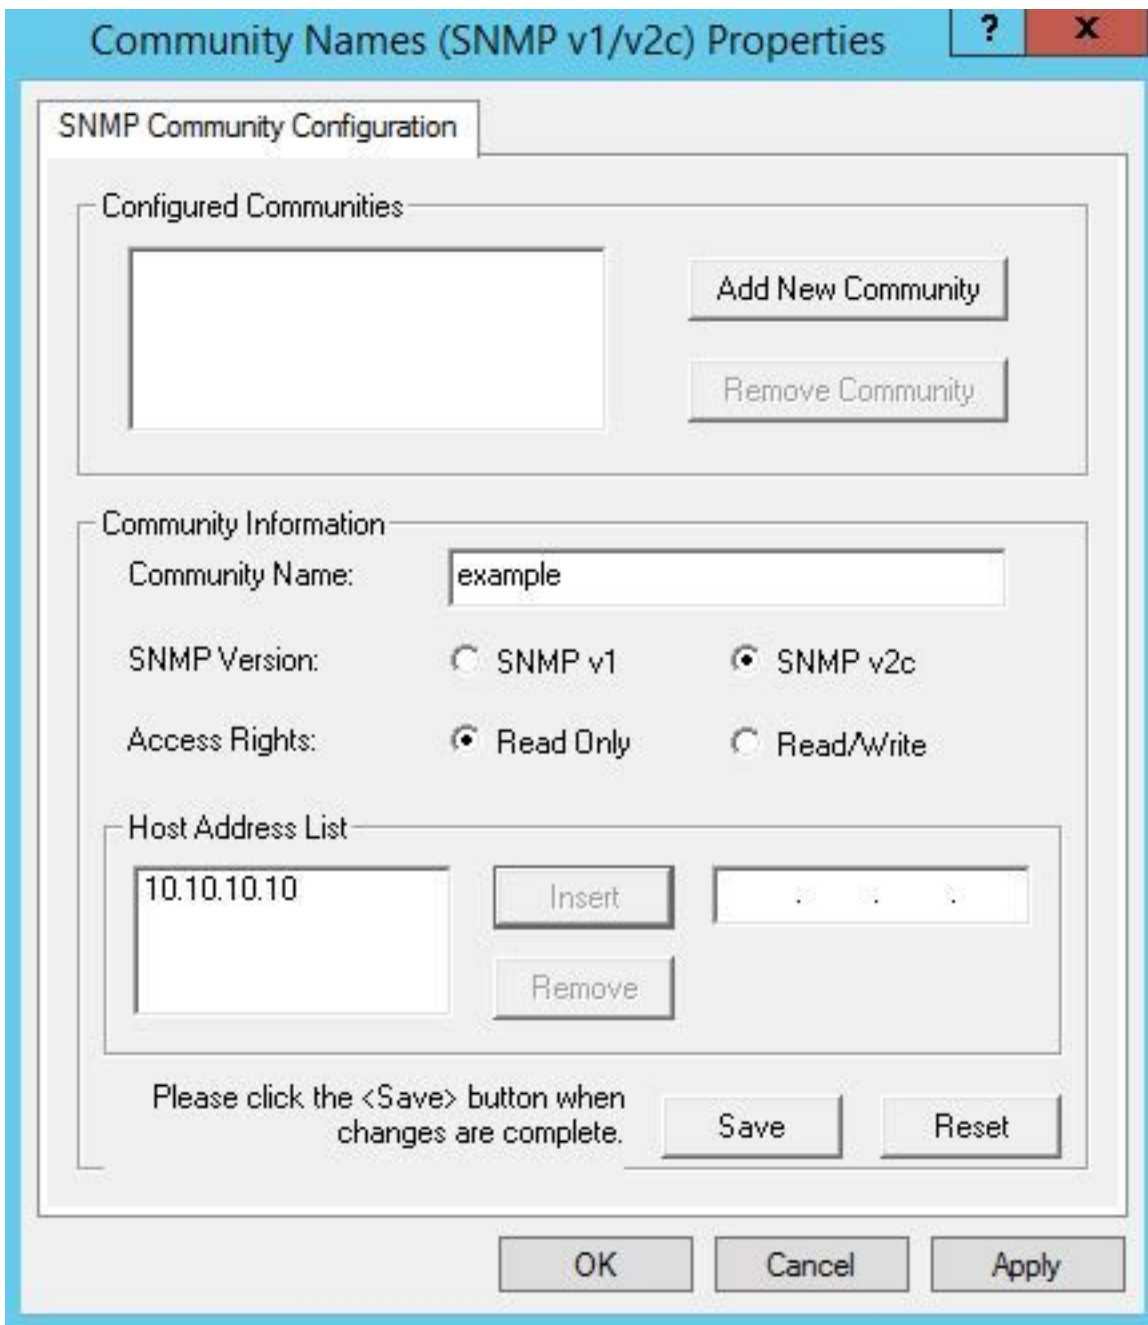 Community Names (SNMP v1/v2c) Properties ? x
SNMP Community Configuration
Configured Communities
Add New Community
Remove Community
Community Information
Community Name: example
SNMP Version: SNMP v1 SNMP v2c
Access Rights: Read Only Read/Write
Host Address List
10.10.10.10 Insert . . .
Remove
Please click the <Save> button when
changes are complete. Save Reset
OK Cancel Apply